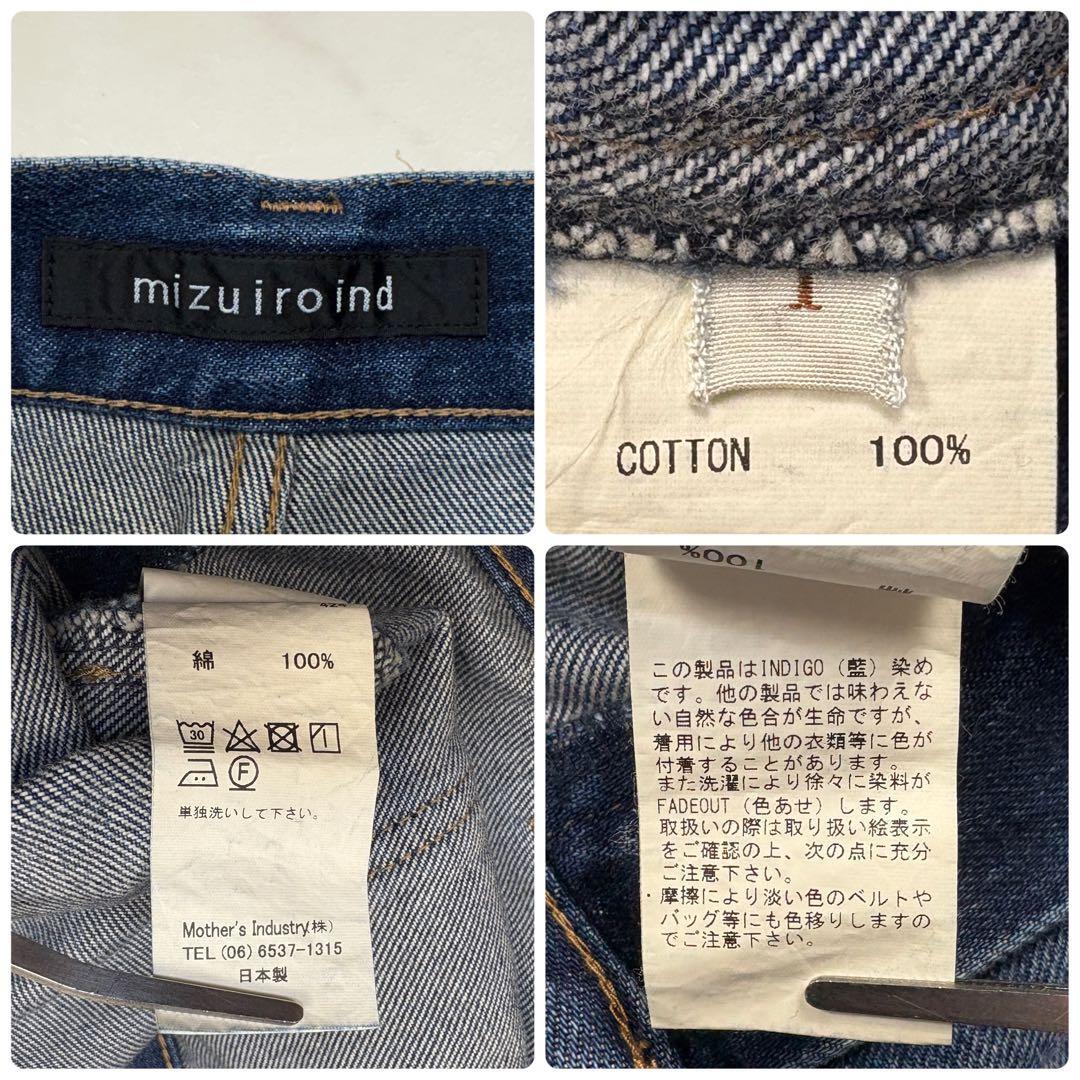 mizuiroind
1
COTTON 100%
綿 100%
30
F
単独洗いして下さい。
Mother's Industry(株)
TEL (06) 6537-1315
日本製
100%
この製品はINDIGO (藍) 染め
です。他の製品では味わえな
い自然な色合が生命ですが、
着用により他の衣類等に色が
付着することがあります。
また洗濯により徐々に染料が
FADEOUT (色あせ) します。
取扱いの際は取り扱い絵表示
をご確認の上、次の点に充分
ご注意下さい。
・摩擦により淡い色のベルトや
バッグ等にも色移りしますの
でご注意下さい。